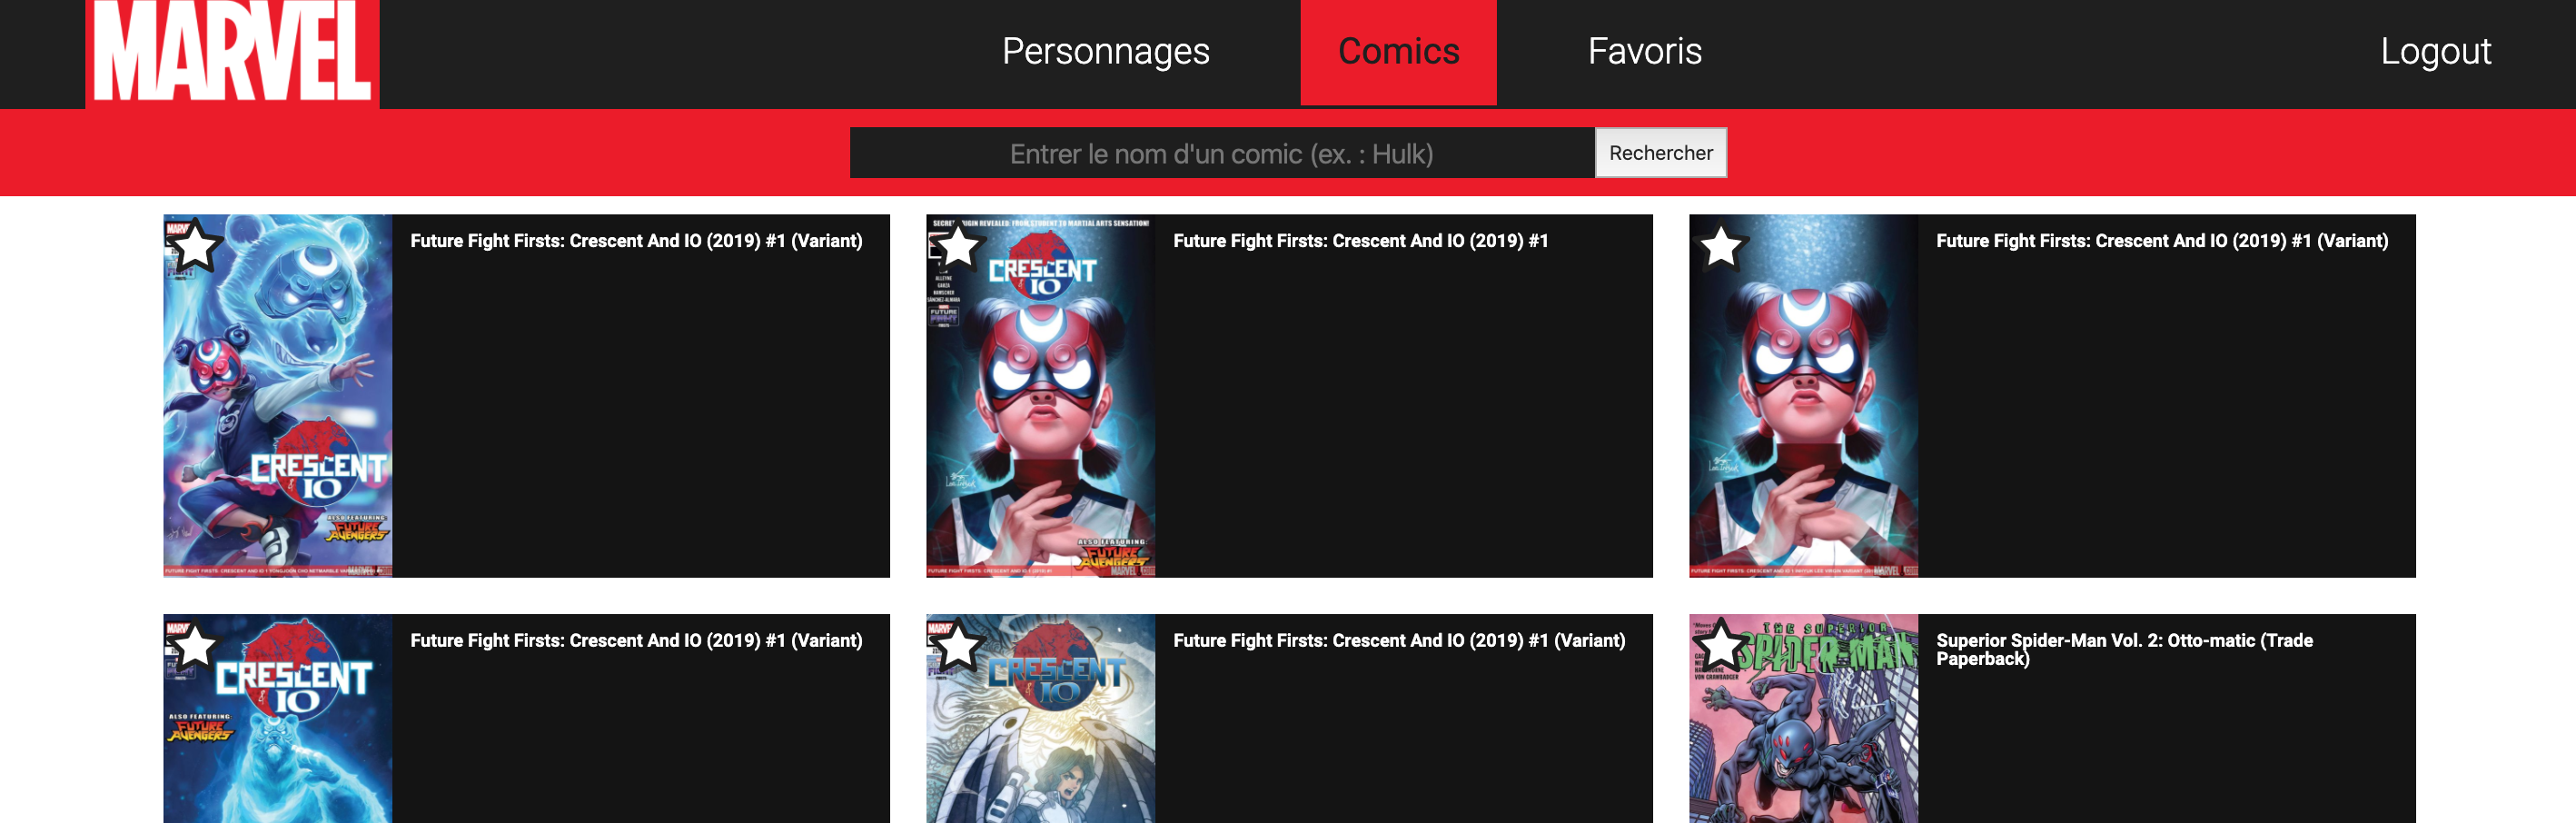 MARVEL
Personnages
Comics
Favoris
Logout
Entrer le nom d'un comic (ex. : Hulk)
Rechercher
Future Fight Firsts: Crescent And IO (2019) #1 (Variant)
CRESCENT
IO
ALSO FEATURING
FUTURE
AVENGERS
Future Fight Firsts: Crescent And IO (2019) #1
CRESCENT
IO
FUTURE
FIGHT
ALSO FEATURING
FUTURE
AVENGERS
MARVEL
Future Fight Firsts: Crescent And IO (2019) #1 (Variant)
MARVEL
Future Fight Firsts: Crescent And IO (2019) #1 (Variant)
CRESCENT
IO
ALSO FEATURING
FUTURE
AVENGERS
Future Fight Firsts: Crescent And IO (2019) #1 (Variant)
MARVEL
CRESCENT
IO
Superior Spider-Man Vol. 2: Otto-matic (Trade
Paperback)
THE SUPERIOR
SPIDER-MAN